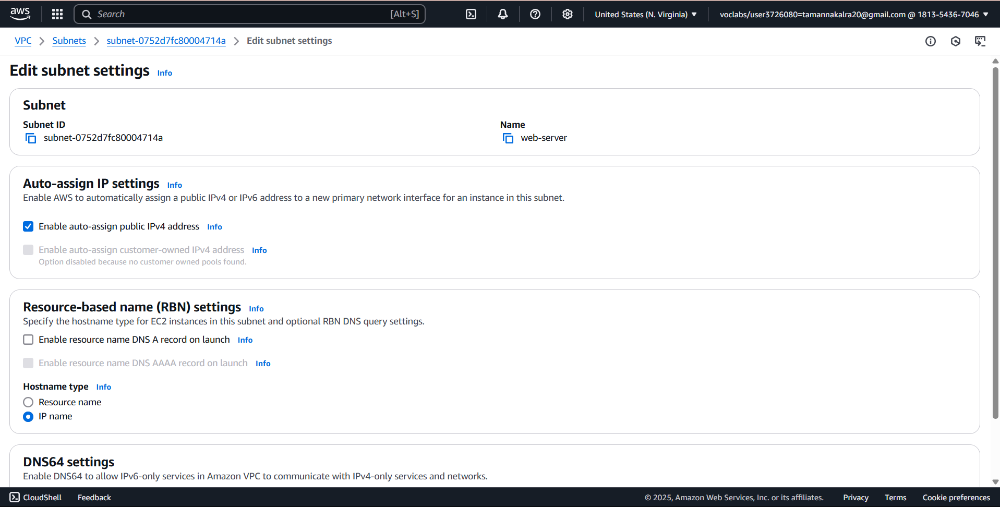 aws
Search [Alt+S]
United States (N. Virginia)
voclabs/user3726080=tamannakalra20@gmail.com @ 1813-5436-7046
VPC
Subnets
subnet-0752d7fc80004714a
Edit subnet settings
Edit subnet settings Info
Subnet
Subnet ID
subnet-0752d7fc80004714a
Name
web-server
Auto-assign IP settings Info
Enable AWS to automatically assign a public IPv4 or IPv6 address to a new primary network interface for an instance in this subnet.
Enable auto-assign public IPv4 address Info
Enable auto-assign customer-owned IPv4 address Info
Option disabled because no customer owned pools found.
Resource-based name (RBN) settings Info
Specify the hostname type for EC2 instances in this subnet and optional RBN DNS query settings.
Enable resource name DNS A record on launch Info
Enable resource name DNS AAAA record on launch Info
Hostname type Info
Resource name
IP name
DNS64 settings
Enable DNS64 to allow IPv6-only services in Amazon VPC to communicate with IPv4-only services and networks.
CloudShell
Feedback
© 2025, Amazon Web Services, Inc. or its affiliates.
Privacy
Terms
Cookie preferences